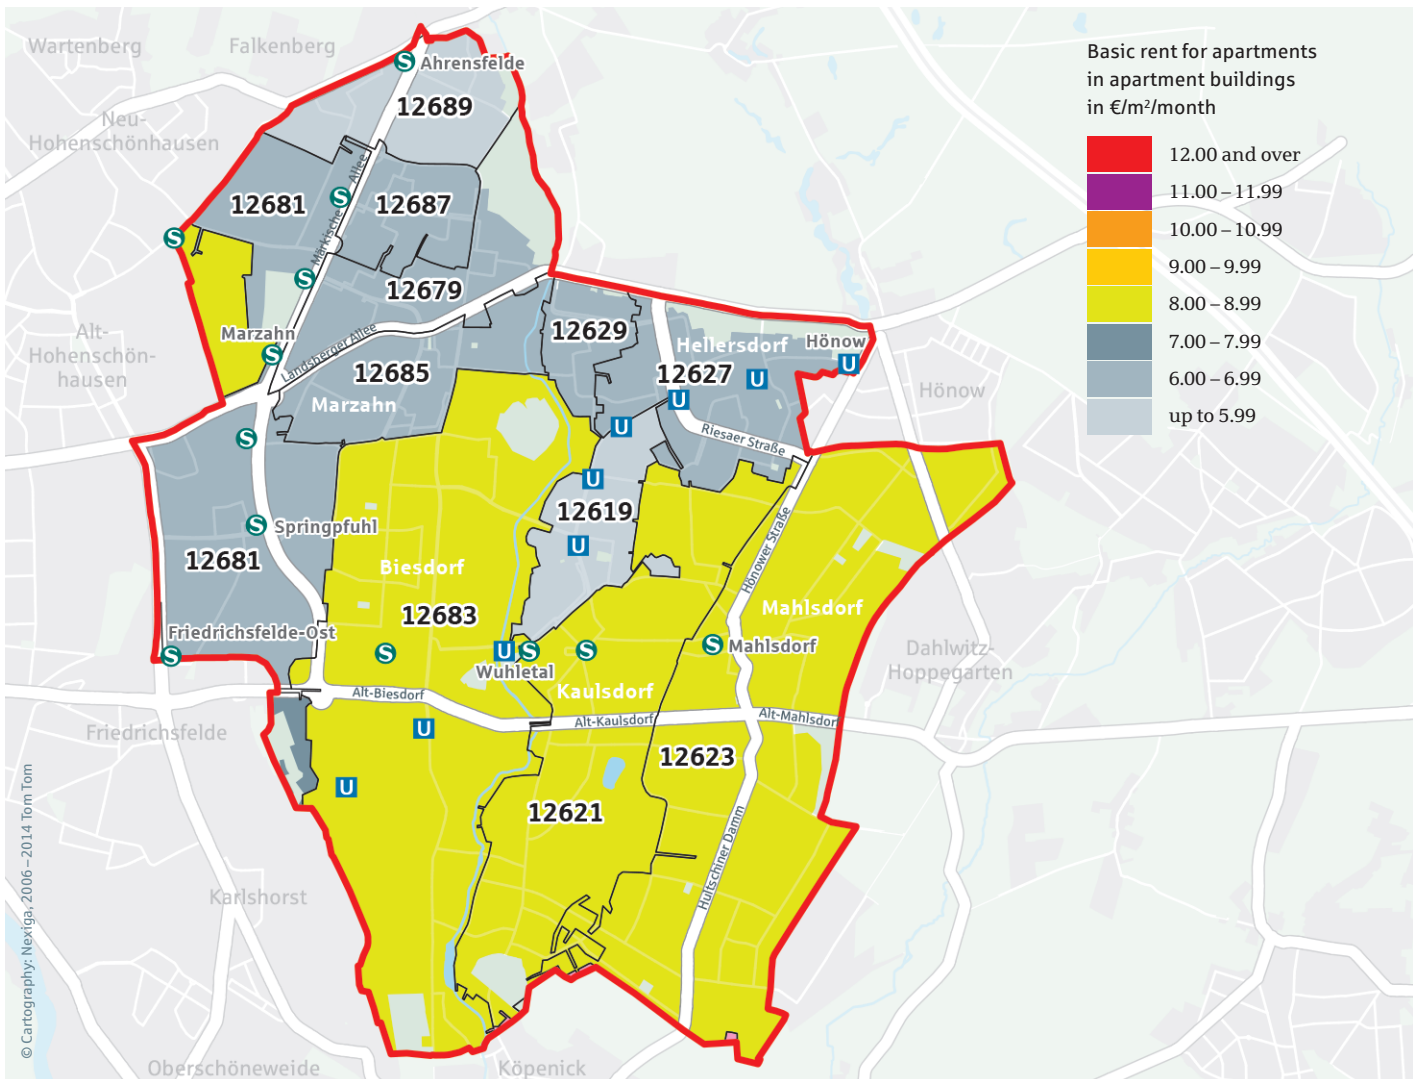 Wartenberg
Falkenberg
Neu-
Hohenschönhausen
Ahrensfelde
12689
12681
12687
Märkische Allee
12679
Marzahn
Landsberger Allee
12685
Marzahn
12629
Hellersdorf
12627
Hönow
Hönow
Alt-
Hohenschön-
hausen
Riesaer Straße
12619
Springpfuhl
12681
Biesdorf
12683
Hönower Straße
Mahlsdorf
Mahlsdorf
Friedrichsfelde-Ost
Wuhletal
Kaulsdorf
Dahlwitz-
Hoppegarten
Alt-Biesdorf
Alt-Kaulsdorf
Alt-Mahlsdorf
Friedrichsfelde
12623
12621
Hultschiner Damm
Karlshorst
Oberschöneweide
Köpenick
S
S
S
S
S
S
S
S
S
S
S
S
U
U
U
U
U
U
U
U
U
Basic rent for apartments
in apartment buildings
in €/m²/month
12.00 and over
11.00 – 11.99
10.00 – 10.99
9.00 – 9.99
8.00 – 8.99
7.00 – 7.99
6.00 – 6.99
up to 5.99
© Cartography: Nexiga, 2006 – 2014 Tom Tom